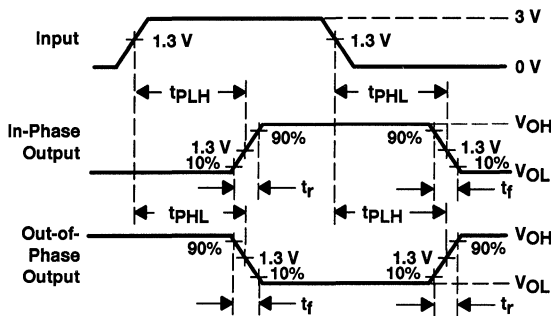 3 V
Input
1.3 V
1.3 V
0 V
tPLH
tPHL
In-Phase
Output
VOH
90%
90%
1.3 V
1.3 V
10%
10%
VOL
tr
tf
tPHL
tPLH
Out-of-
Phase
Output
VOH
90%
90%
1.3 V
1.3 V
10%
10%
VOL
tf
tr